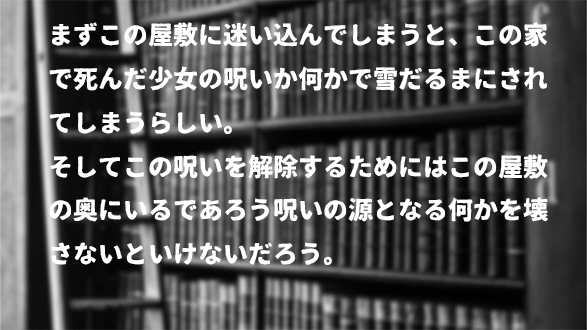 まずこの屋敷に迷い込んでしまうと、この家
で死んだ少女の呪いか何かで雪だるまにされ
てしまうらしい。
そしてこの呪いを解除するためにはこの屋敷
の奥にいるであろう呪いの源となる何かを壊
さないといけないだろう。